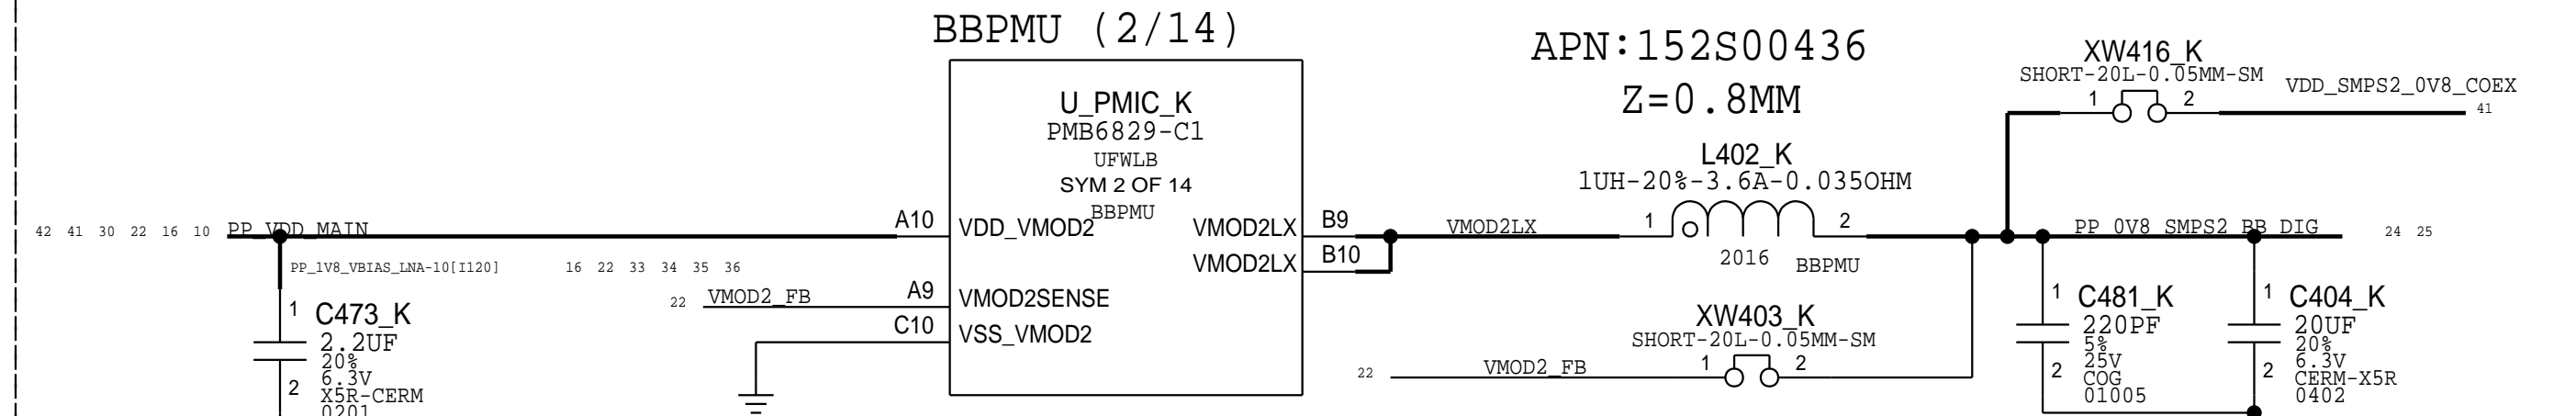 BBPMU (2/14)
APN:152S00436
Z=0.8MM
XW416_K
SHORT-20L-0.05MM-SM
1 2
VDD_SMPS2_0V8_COEX
41
U_PMIC_K
PMB6829-C1
UFWLB
SYM 2 OF 14
BBPMU
L402_K
1UH-20%-3.6A-0.035OHM
1 2
2016
BBPMU
42 41 30 22 16 10 PP_VDD_MAIN
A10 VDD_VMOD2
VMOD2LX B9
VMOD2LX
PP_0V8_SMPS2_BB_DIG
24 25
VMOD2LX B10
PP_1V8_VBIAS_LNA-10[I120] 16 22 33 34 35 36
22 VMOD2_FB A9 VMOD2SENSE
C10 VSS_VMOD2
1
C473_K
2.2UF
20%
6.3V
X5R-CERM
0201
2
XW403_K
SHORT-20L-0.05MM-SM
22 VMOD2_FB 1 2
1
C481_K
220PF
5%
25V
COG
01005
2
1
C404_K
20UF
20%
6.3V
CERM-X5R
0402
2